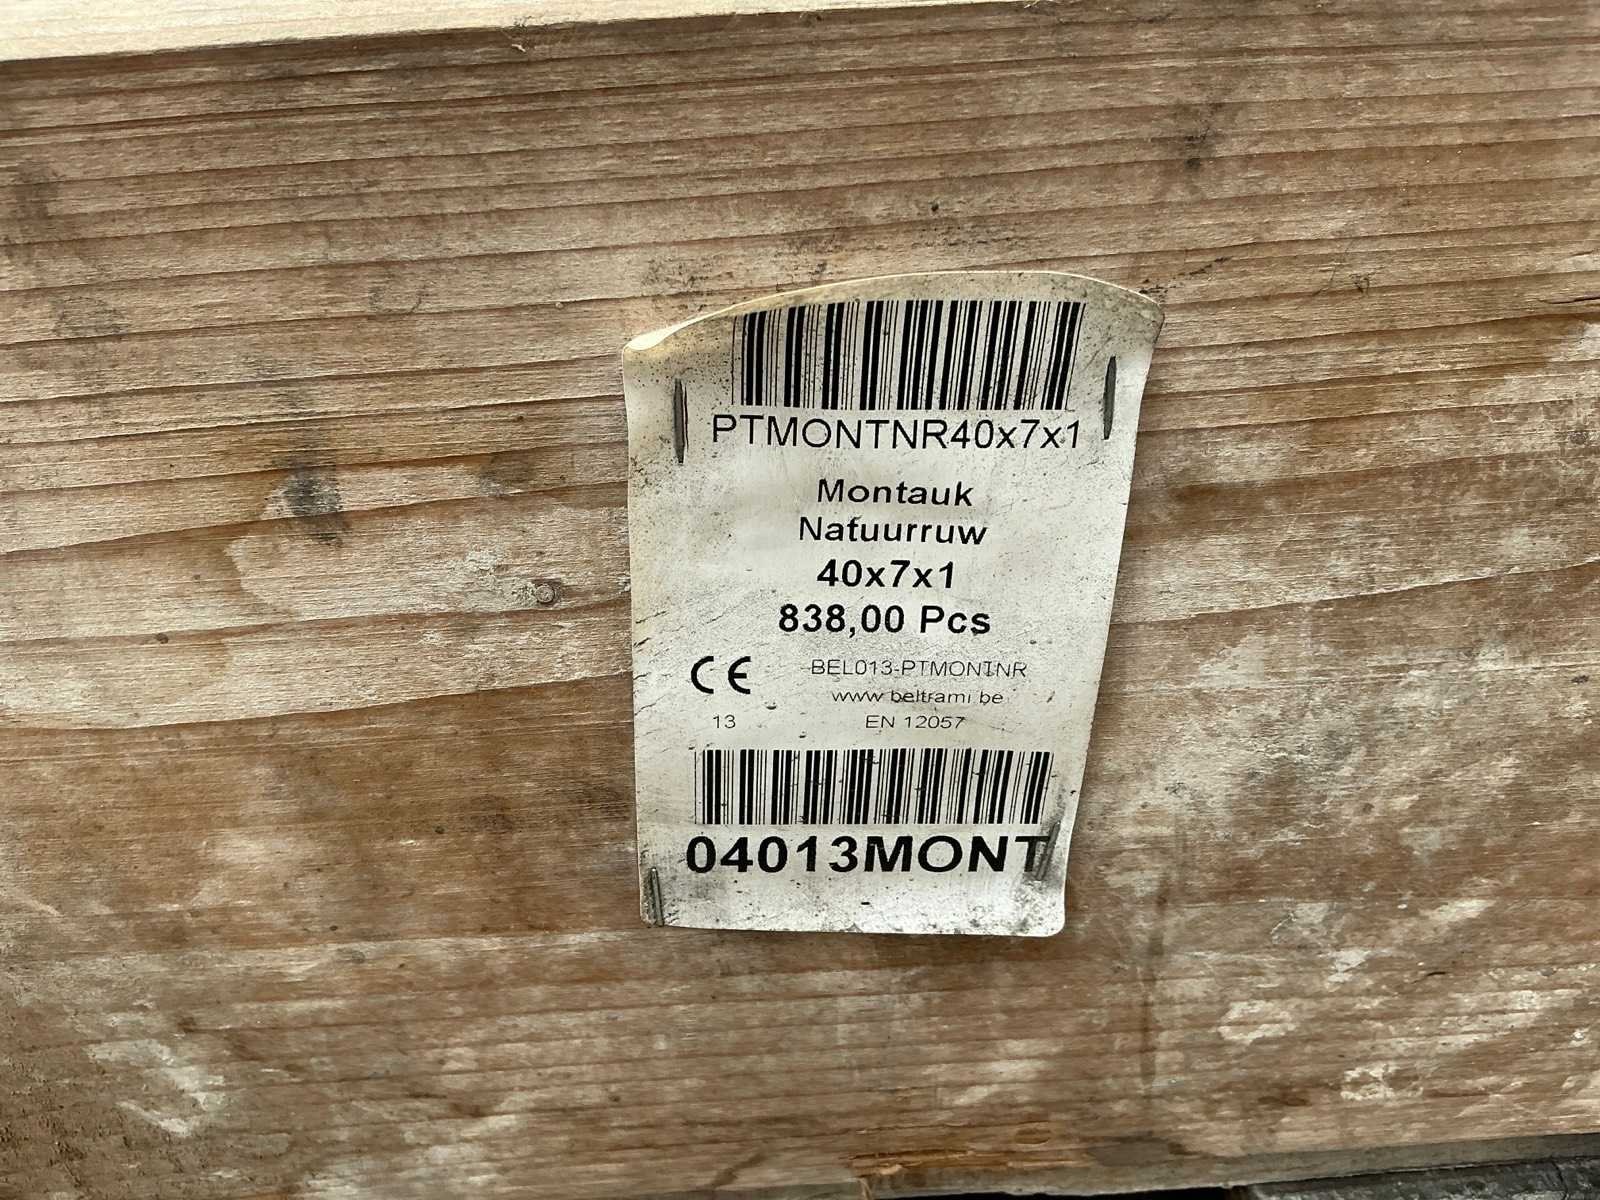 PTMONTNR40x7x1
Montauk
Natuurruw
40x7x1
838,00 Pcs
CE BEL013-PTMONTNR
www.beltrami.be
13 EN 12057
04013MONT